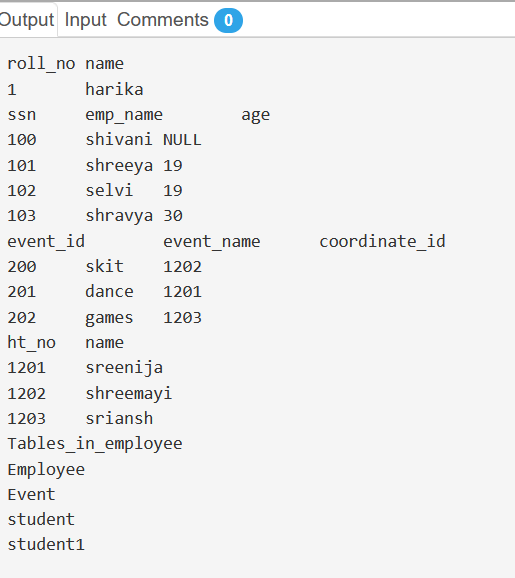 Output Input Comments 0
roll_no name
1 harika
ssn emp_name age
100 shivani NULL
101 shreeya 19
102 selvi 19
103 shravya 30
event_id event_name coordinate_id
200 skit 1202
201 dance 1201
202 games 1203
ht_no name
1201 sreenija
1202 shreemayi
1203 sriansh
Tables_in_employee
Employee
Event
student
student1